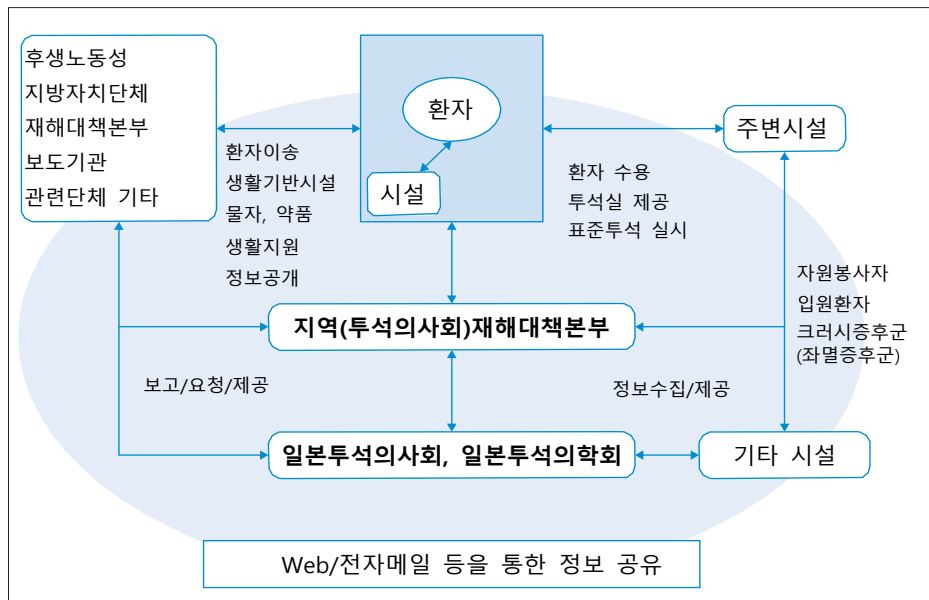 후생노동성
지방자치단체
재해대책본부
보도기관
관련단체 기타
환자
시설
주변시설
환자이송
생활기반시설
물자, 약품
생활지원
정보공개
환자 수용
투석실 제공
표준투석 실시
자원봉사자
입원환자
크러시증후군
(좌멸증후군)
지역(투석의사회)재해대책본부
보고/요청/제공
정보수집/제공
일본투석의사회, 일본투석의학회
기타 시설
Web/전자메일 등을 통한 정보 공유